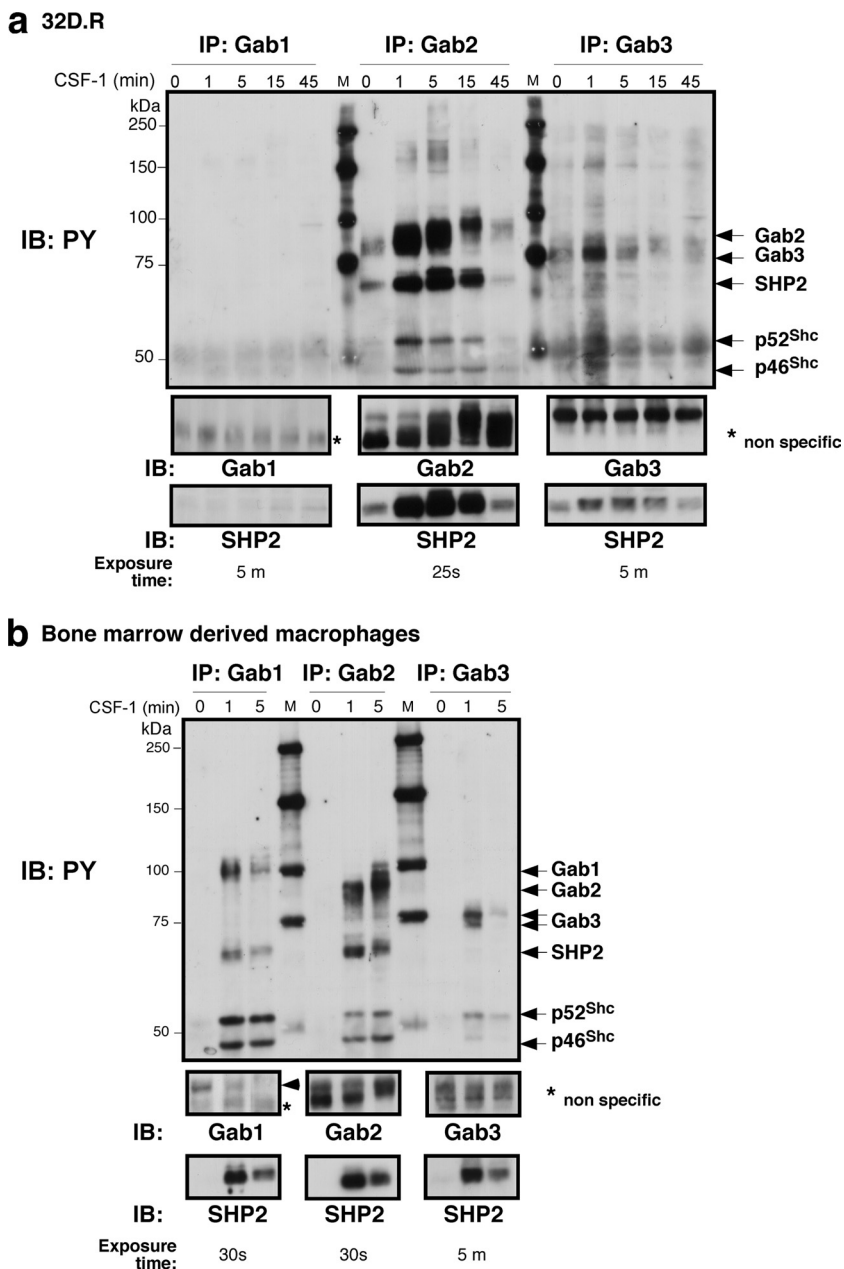 a 32D.R
IP: Gab1 IP: Gab2 IP: Gab3
CSF-1 (min) 0 1 5 15 45 M 0 1 5 15 45 M 0 1 5 15 45
kDa
250
150
100
Gab2
IB: PY
Gab3
75
SHP2
p52Shc
50
p46Shc
*
* non specific
IB: Gab1 Gab2 Gab3
IB: SHP2 SHP2 SHP2
Exposure
time: 5 m 25s 5 m
b Bone marrow derived macrophages
IP: Gab1 IP: Gab2 IP: Gab3
CSF-1 (min) 0 1 5 M 0 1 5 M 0 1 5
kDa
250
150
IB: PY
100 Gab1
Gab2
75 Gab3
SHP2
p52Shc
50
p46Shc
*
* non specific
IB: Gab1 Gab2 Gab3
IB: SHP2 SHP2 SHP2
Exposure
time: 30s 30s 5 m